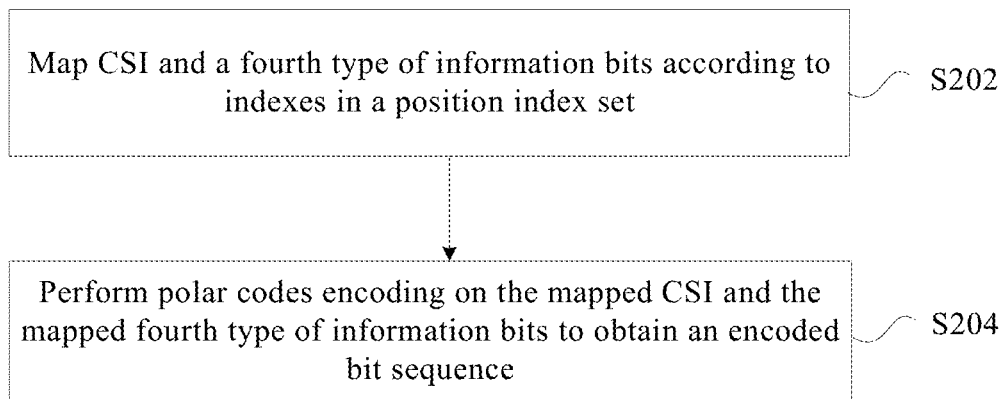 Map CSI and a fourth type of information bits according to
indexes in a position index set
S202
Perform polar codes encoding on the mapped CSI and the
mapped fourth type of information bits to obtain an encoded
bit sequence
S204